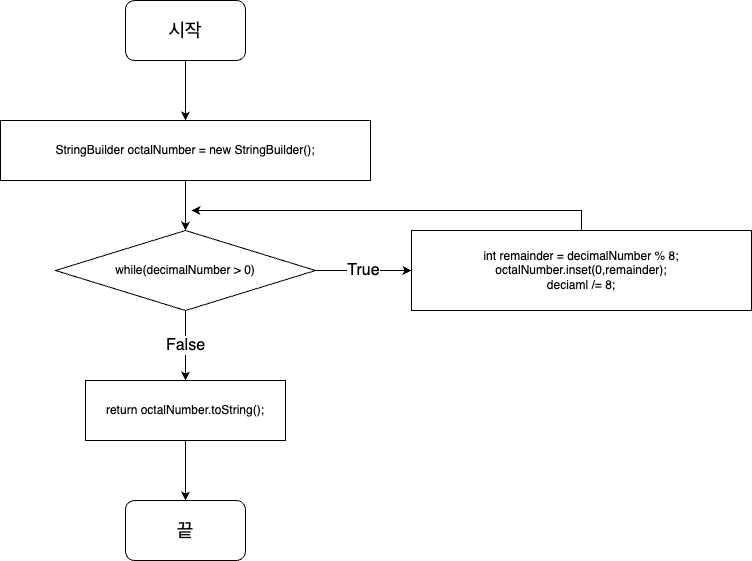 시작
StringBuilder octalNumber = new StringBuilder();
while(decimalNumber > 0)
True
int remainder = decimalNumber % 8;
octalNumber.inset(0,remainder);
deciaml /= 8;
False
return octalNumber.toString();
끝